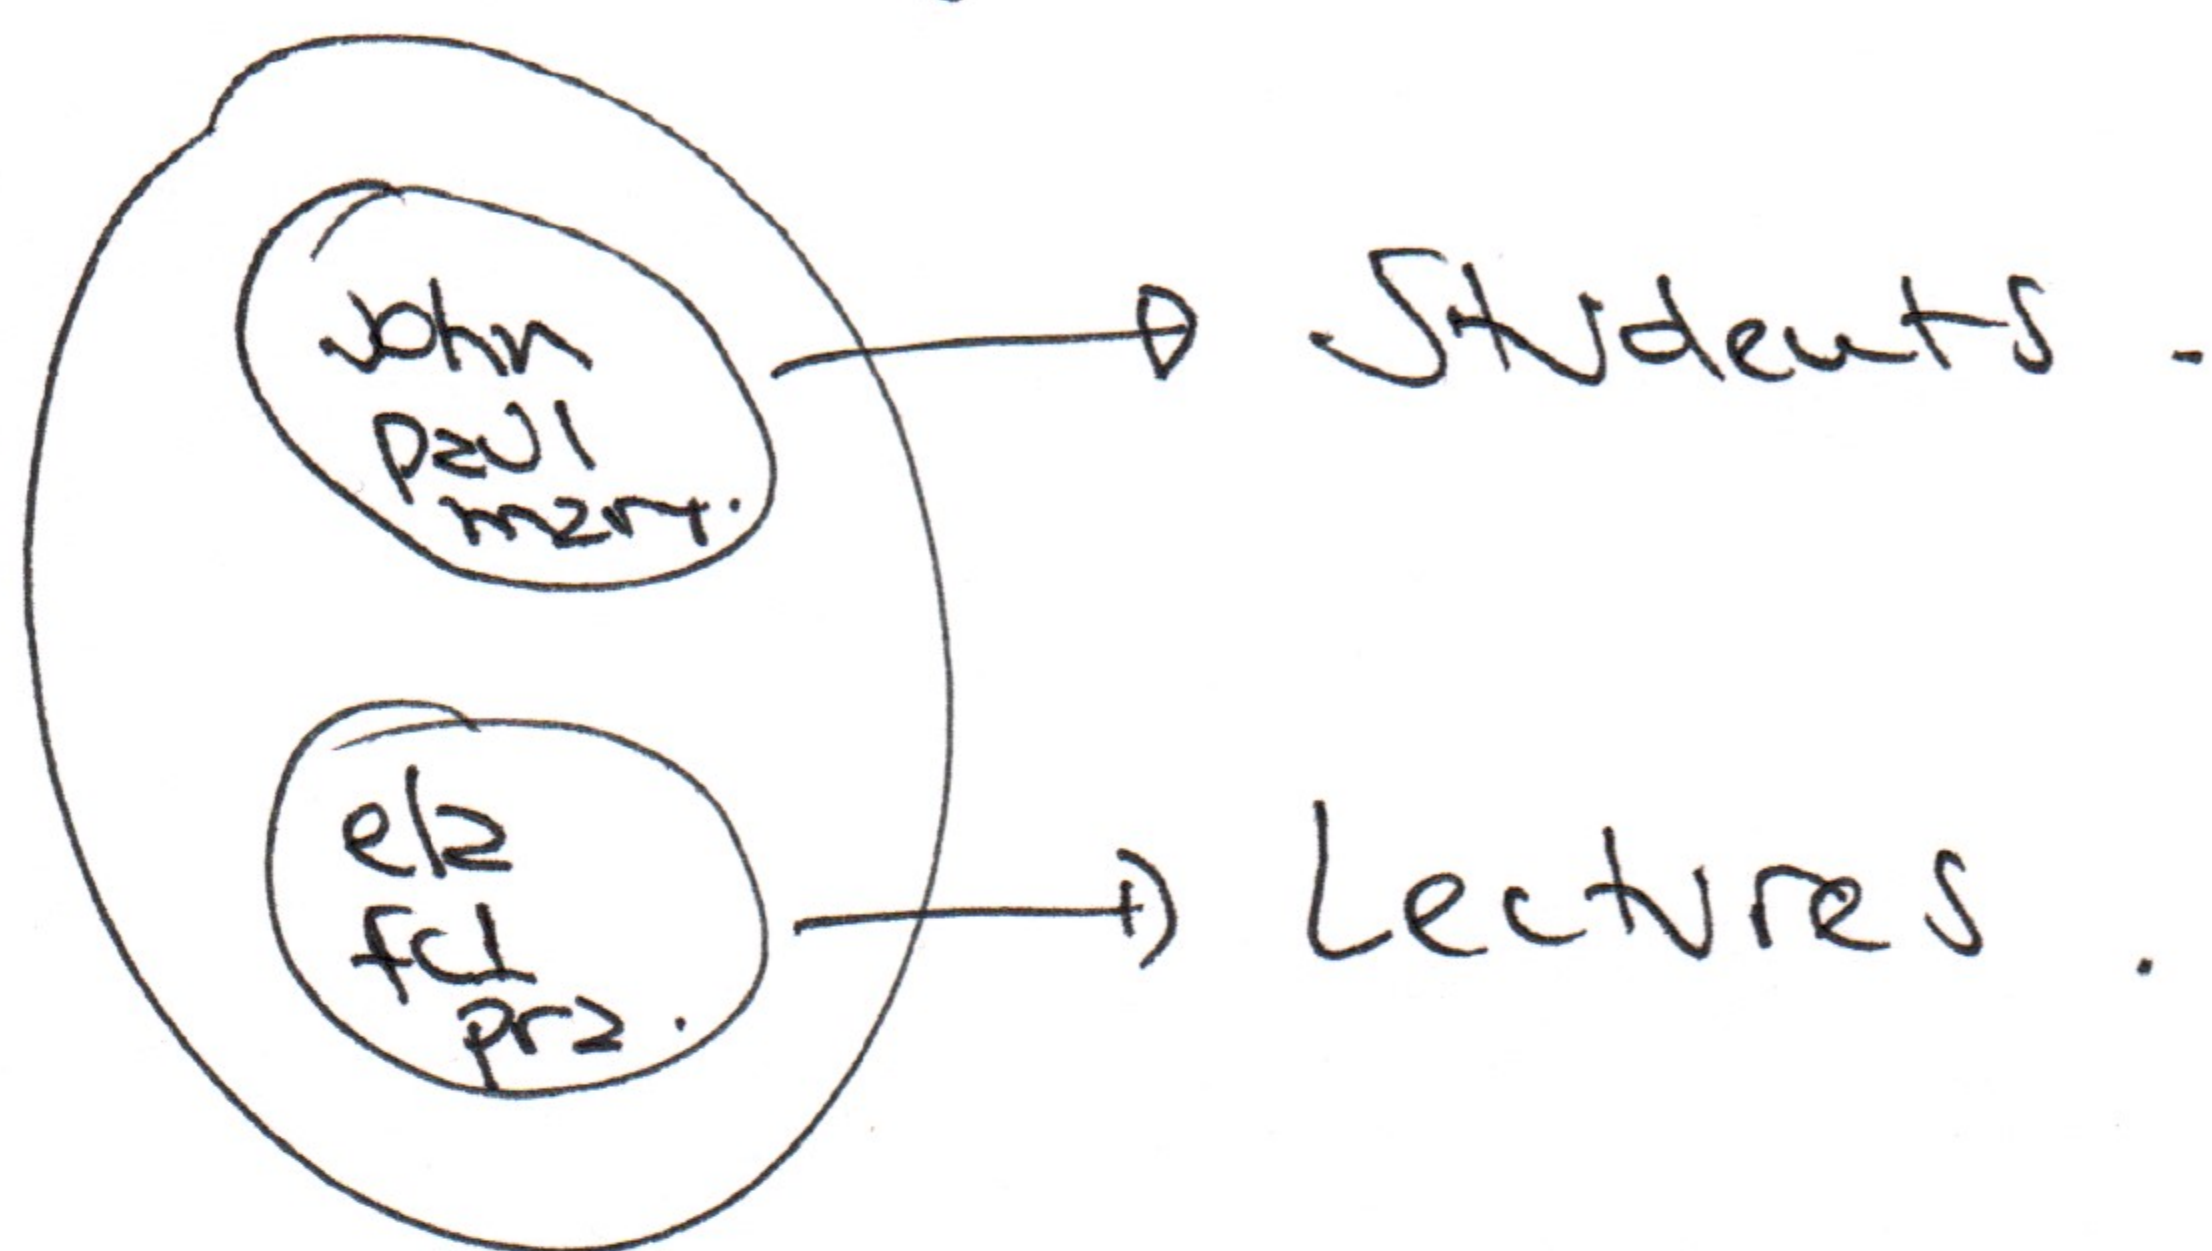 John
paul
mary.
Students.
ela
fc1
pr2.
Lectures.